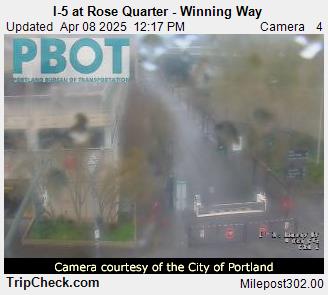 I-5 at Rose Quarter - Winning Way
Updated Apr 08 2025 12:17 PM Camera 4
PBOT
PORTLAND BUREAU OF TRANSPORTATION
Camera courtesy of the City of Portland
TripCheck.com Milepost302.00